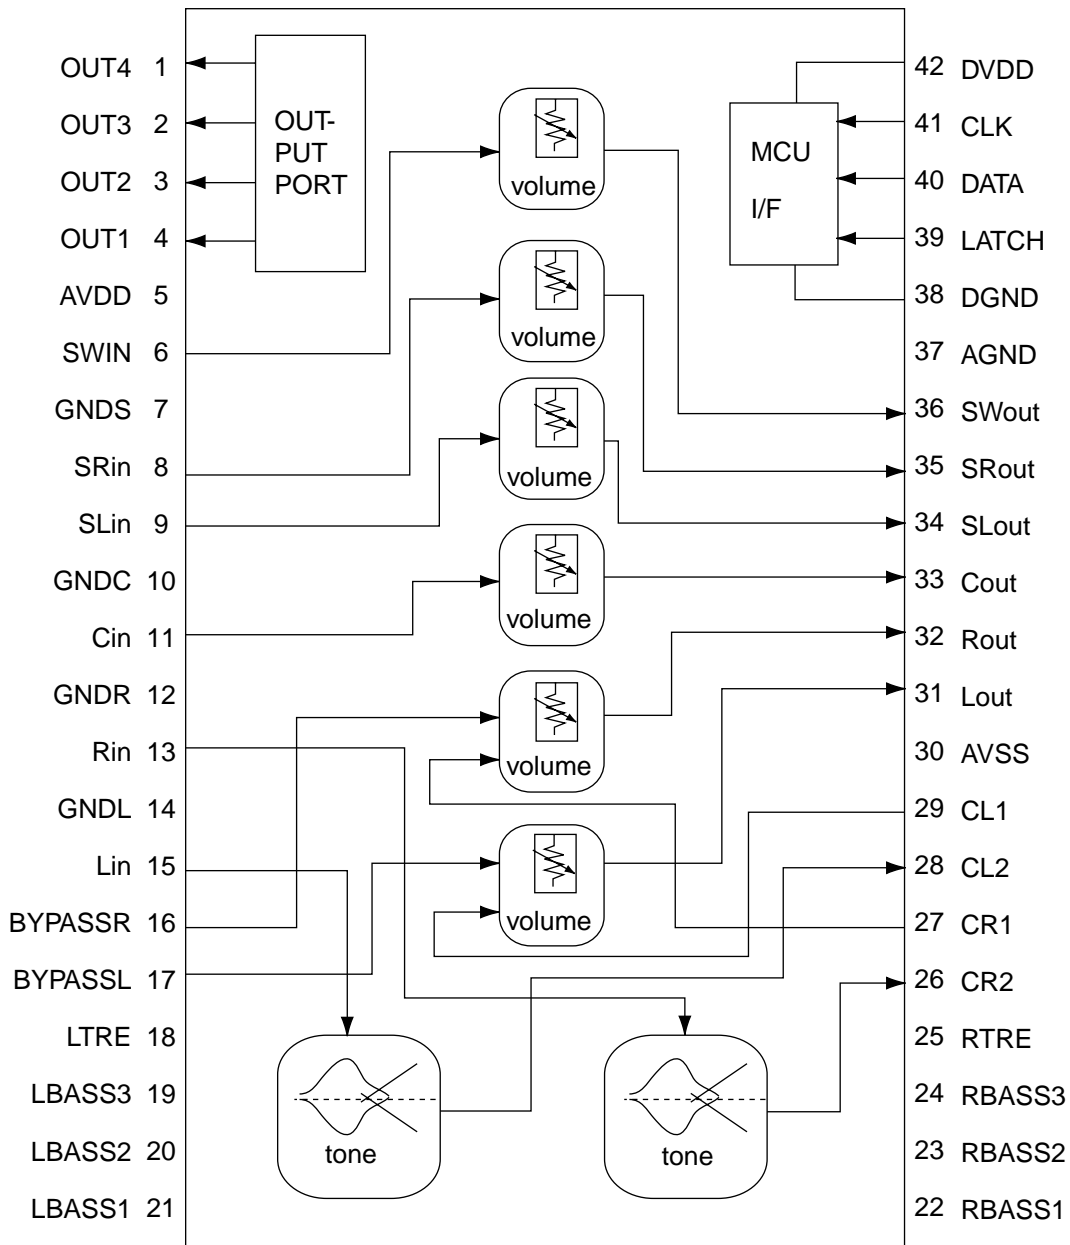 OUT4 1
OUT3 2
OUT2 3
OUT1 4
AVDD 5
SWIN 6
GNDS 7
SRin 8
SLin 9
GNDC 10
Cin 11
GNDR 12
Rin 13
GNDL 14
Lin 15
BYPASSR 16
BYPASSL 17
LTRE 18
LBASS3 19
LBASS2 20
LBASS1 21
OUT-
PUT
PORT
volume
volume
volume
volume
volume
volume
tone
tone
MCU
I/F
42 DVDD
41 CLK
40 DATA
39 LATCH
38 DGND
37 AGND
36 SWout
35 SRout
34 SLout
33 Cout
32 Rout
31 Lout
30 AVSS
29 CL1
28 CL2
27 CR1
26 CR2
25 RTRE
24 RBASS3
23 RBASS2
22 RBASS1